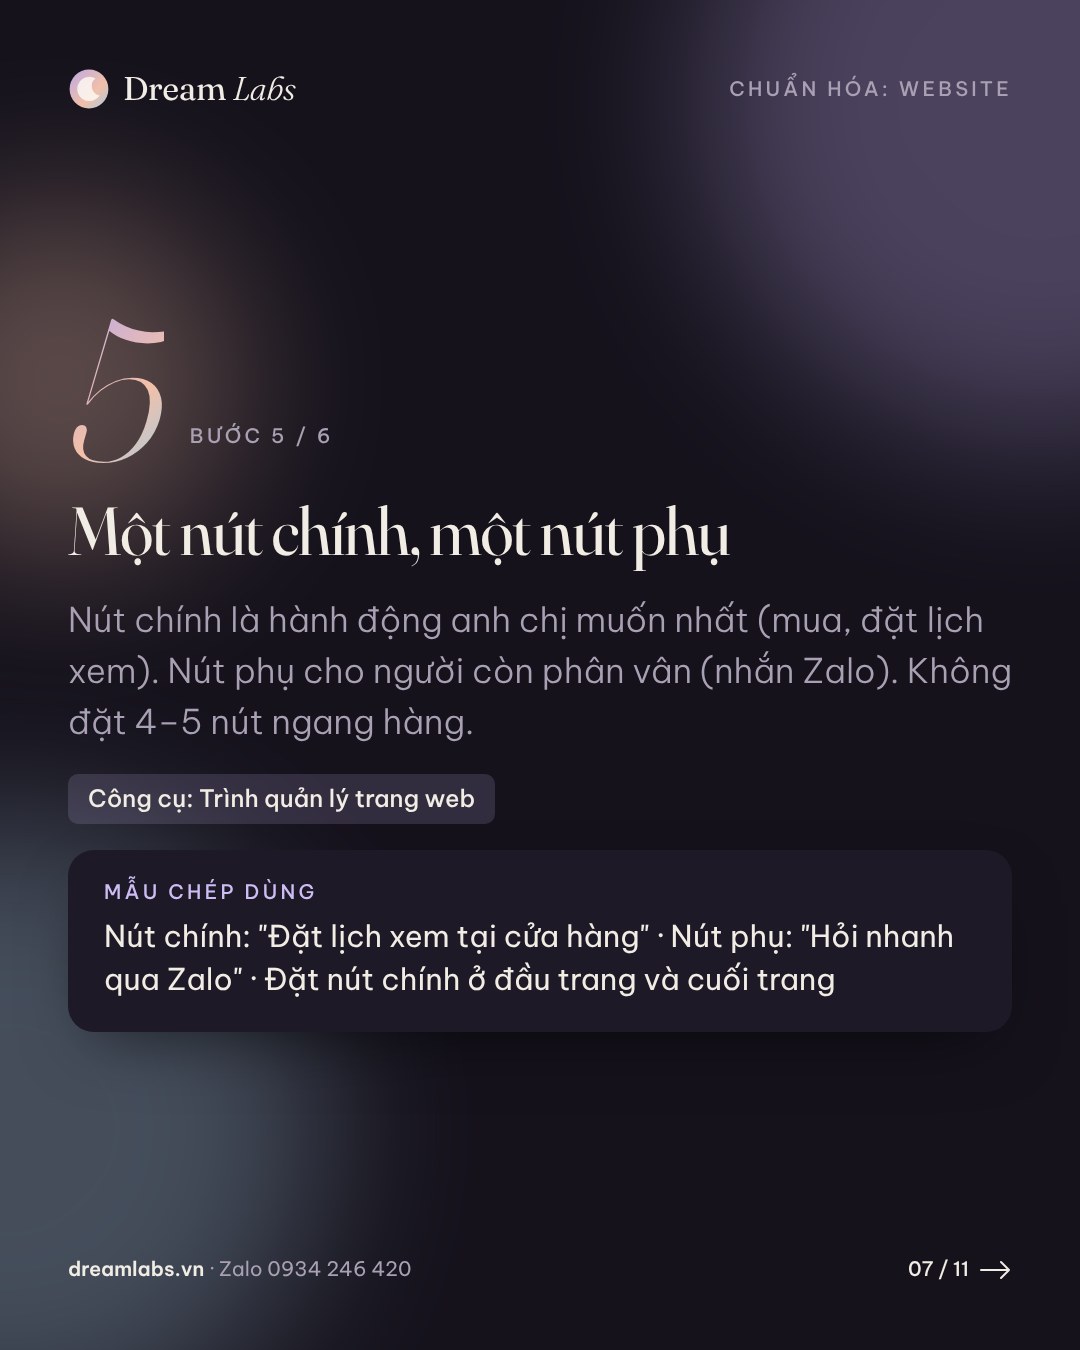 Dream Labs
CHUẨN HÓA: WEBSITE
5
BƯỚC 5 / 6
Một nút chính, một nút phụ
Nút chính là hành động anh chị muốn nhất (mua, đặt lịch
xem). Nút phụ cho người còn phân vân (nhắn Zalo). Không
đặt 4–5 nút ngang hàng.
Công cụ: Trình quản lý trang web
MẪU CHÉP DÙNG
Nút chính: "Đặt lịch xem tại cửa hàng" · Nút phụ: "Hỏi nhanh
qua Zalo" · Đặt nút chính ở đầu trang và cuối trang
dreamlabs.vn · Zalo 0934 246 420
07 / 11 →